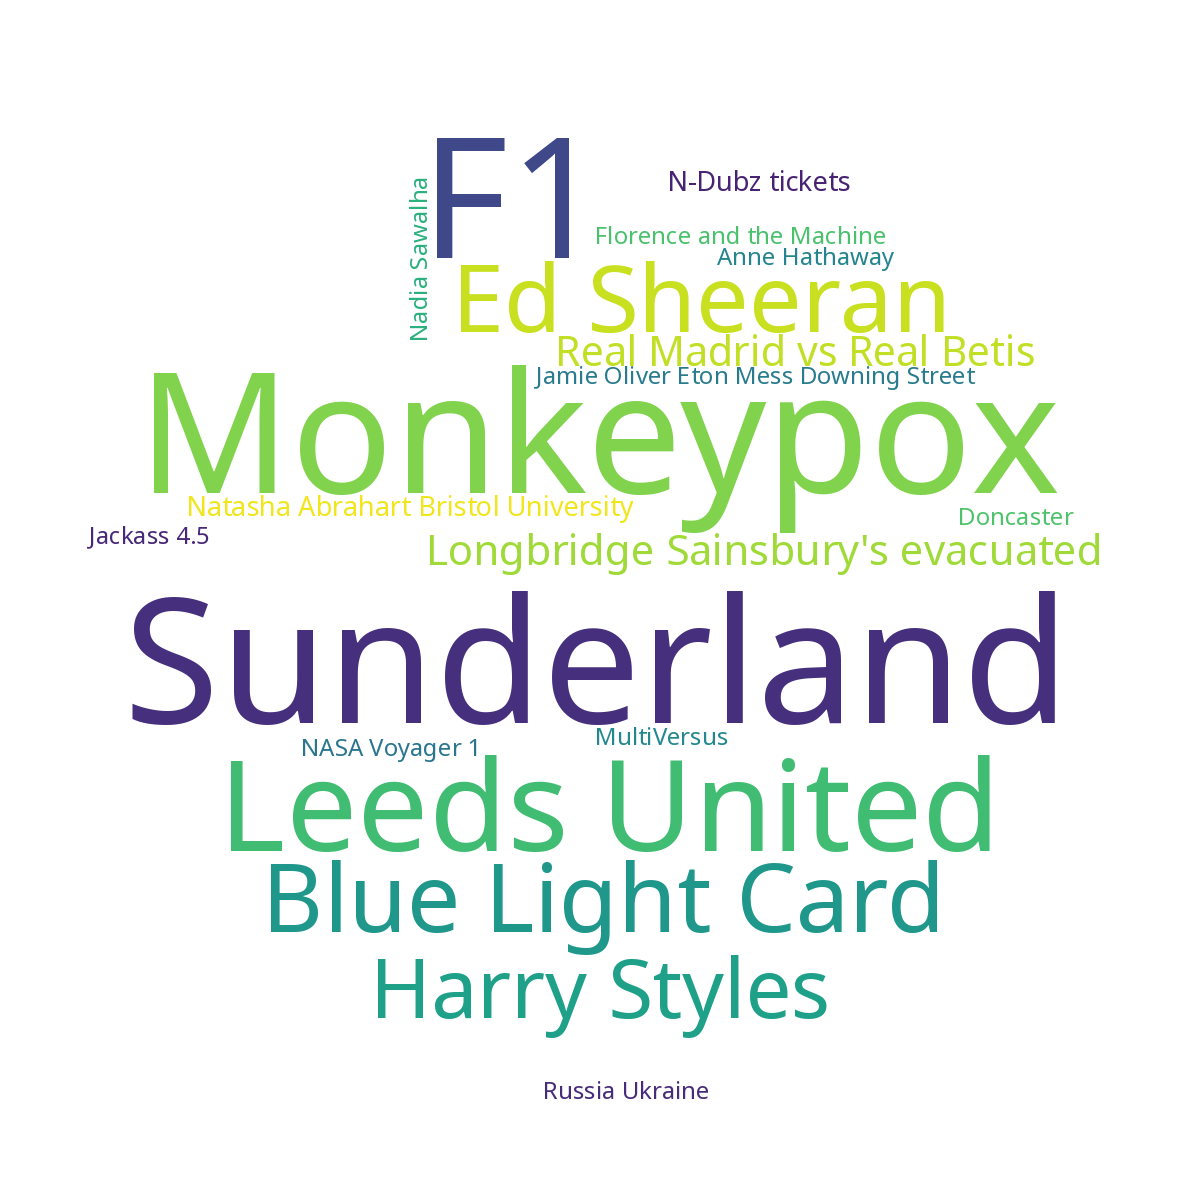 F1
N-Dubz tickets
Nadia Sawalha
Florence and the Machine
Anne Hathaway
Ed Sheeran
Real Madrid vs Real Betis
Jamie Oliver Eton Mess Downing Street
Monkeypox
Natasha Abrahart Bristol University
Doncaster
Jackass 4.5
Longbridge Sainsbury's evacuated
Sunderland
MultiVersus
NASA Voyager 1
Leeds United
Blue Light Card
Harry Styles
Russia Ukraine